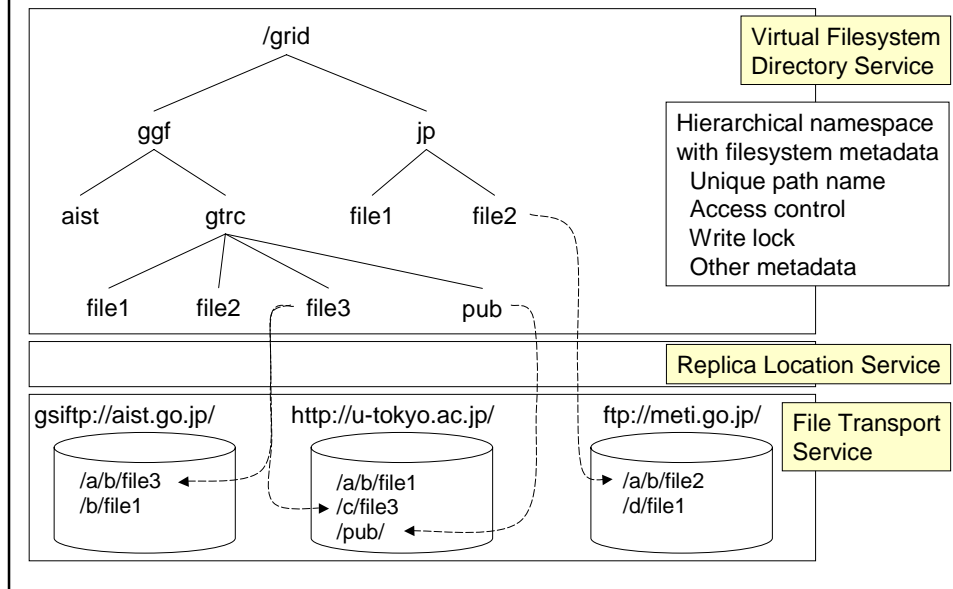 /grid
Virtual Filesystem
Directory Service
ggf
jp
Hierarchical namespace
with filesystem metadata
Unique path name
Access control
Write lock
Other metadata
aist
gtrc
file1
file2
file1
file2
file3
pub
Replica Location Service
gsiftp://aist.go.jp/
http://u-tokyo.ac.jp/
ftp://meti.go.jp/
File Transport
Service
/a/b/file3
/b/file1
/a/b/file1
/c/file3
/pub/
/a/b/file2
/d/file1